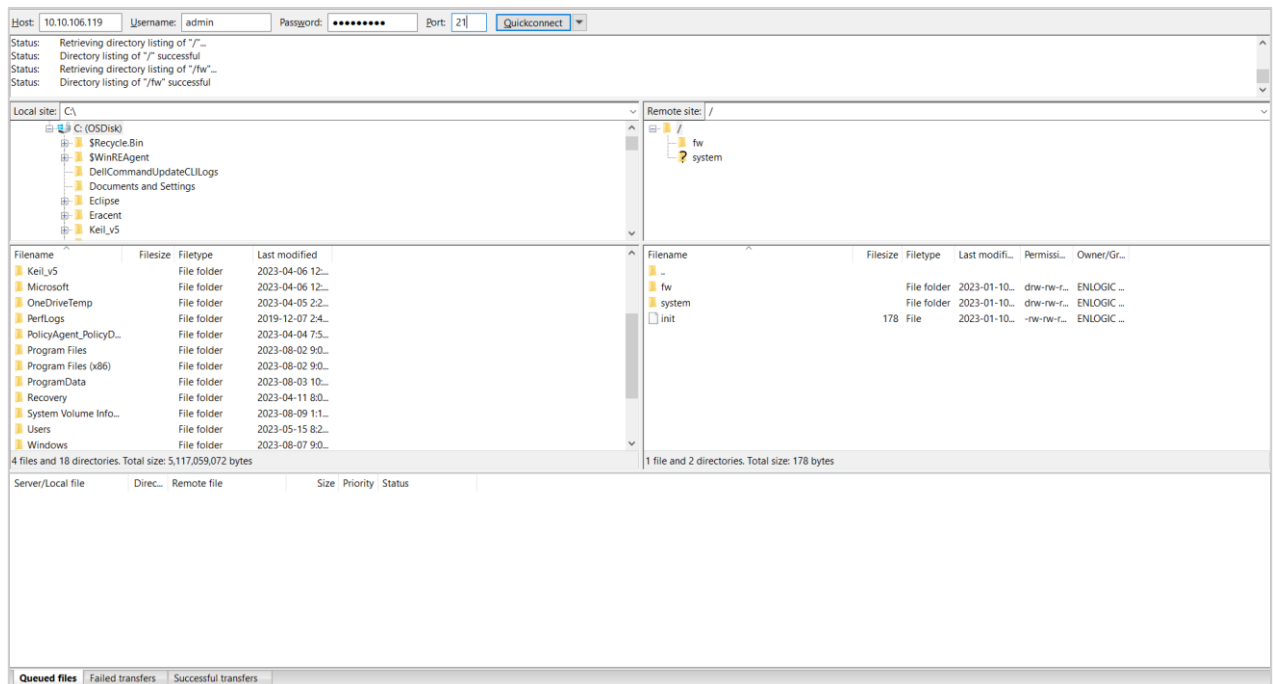 Host: 10.10.106.119 Username: admin Password: ●●●●●●●●● Port: 21 Quickconnect
Status: Retrieving directory listing of "/"...
Status: Directory listing of "/" successful
Status: Retrieving directory listing of "/fw"...
Status: Directory listing of "/fw" successful
Local site: C:\
C: (OSDisk)
$Recycle.Bin
$WinREAgent
DellCommandUpdateCLILogs
Documents and Settings
Eclipse
Eracent
Keil_v5
Remote site: /
/
fw
? system
Filename Filesize Filetype Last modified
Keil_v5 File folder 2023-04-06 12:...
Microsoft File folder 2023-04-06 12:...
OneDriveTemp File folder 2023-04-05 2:2...
PerfLogs File folder 2019-12-07 2:4...
PolicyAgent_PolicyD... File folder 2023-04-04 7:5...
Program Files File folder 2023-08-02 9:0...
Program Files (x86) File folder 2023-08-02 9:0...
ProgramData File folder 2023-08-03 10:...
Recovery File folder 2023-04-11 8:0...
System Volume Info... File folder 2023-08-09 1:1...
Users File folder 2023-05-15 8:2...
Windows File folder 2023-08-07 9:0...
4 files and 18 directories. Total size: 5,117,059,072 bytes
Filename Filesize Filetype Last modifi... Permissi... Owner/Gr...
..
fw File folder 2023-01-10... drw-rw-r... ENLOGIC ...
system File folder 2023-01-10... drw-rw-r... ENLOGIC ...
init 178 File 2023-01-10... -rw-rw-r... ENLOGIC ...
1 file and 2 directories. Total size: 178 bytes
Server/Local file Direc... Remote file Size Priority Status
Queued files Failed transfers Successful transfers